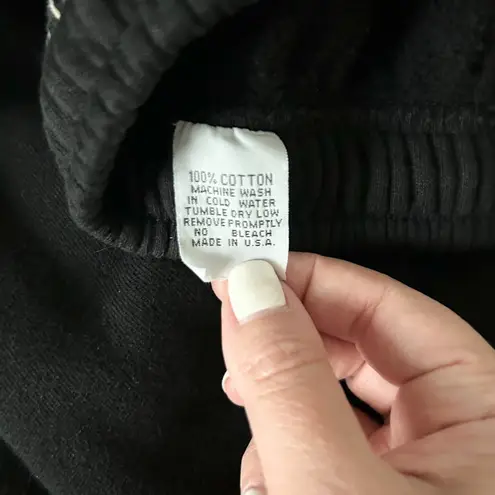 100% COTTON
MACHINE WASH
IN COLD WATER
TUMBLE DRY LOW
REMOVE PROMPTLY
NO BLEACH
MADE IN U.S.A.